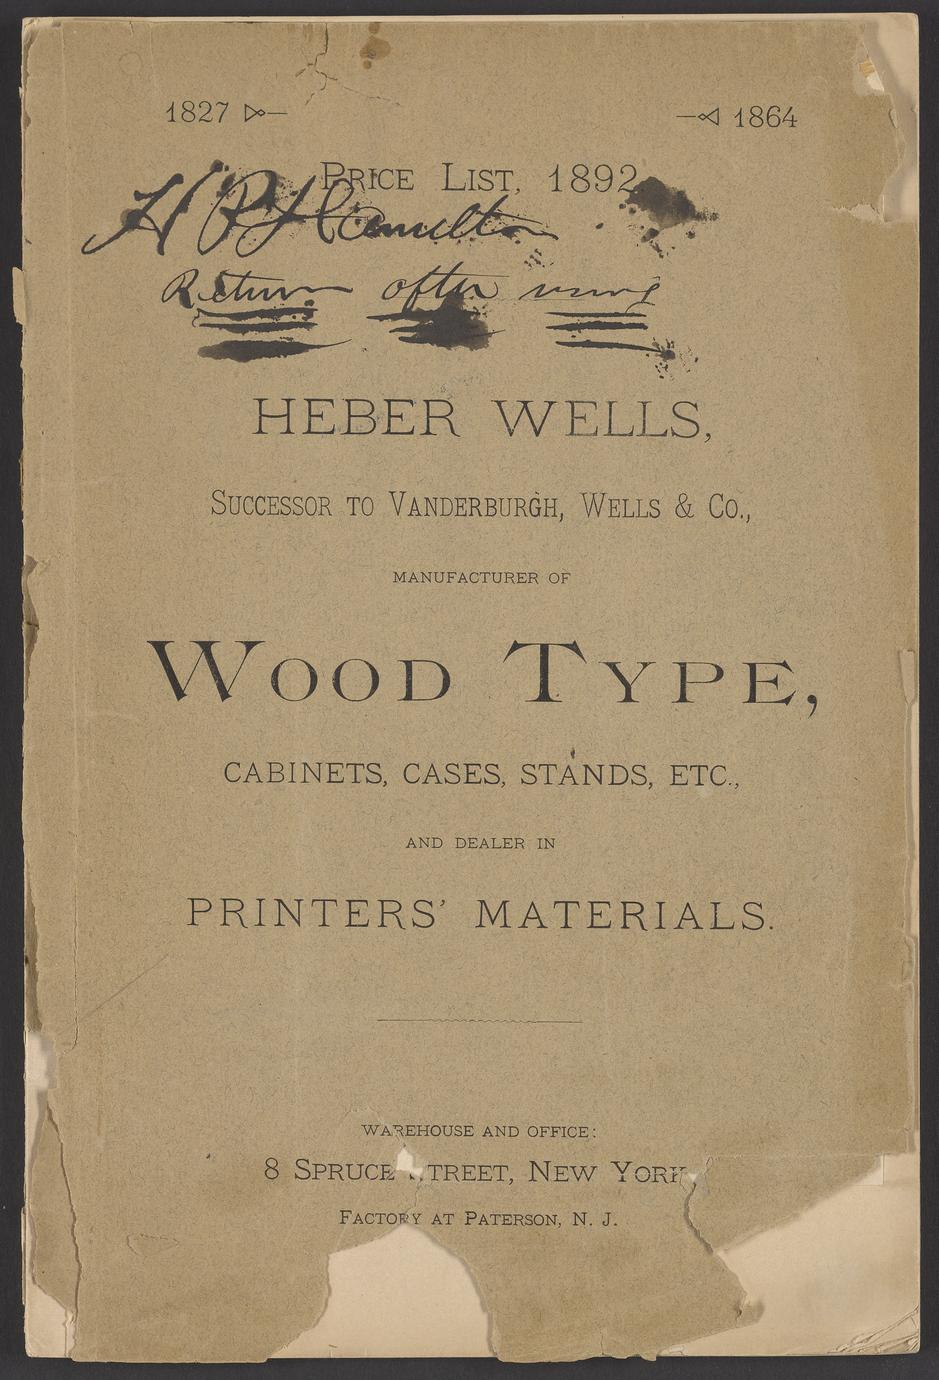 1827 1864
PRICE LIST, 1892
H P Hamilton
Return after using
HEBER WELLS,
SUCCESSOR TO VANDERBURGH, WELLS & CO.,
MANUFACTURER OF
WOOD TYPE,
CABINETS, CASES, STANDS, ETC.,
AND DEALER IN
PRINTERS' MATERIALS.
WAREHOUSE AND OFFICE:
8 SPRUCE STREET, NEW YORK,
FACTORY AT PATERSON, N. J.